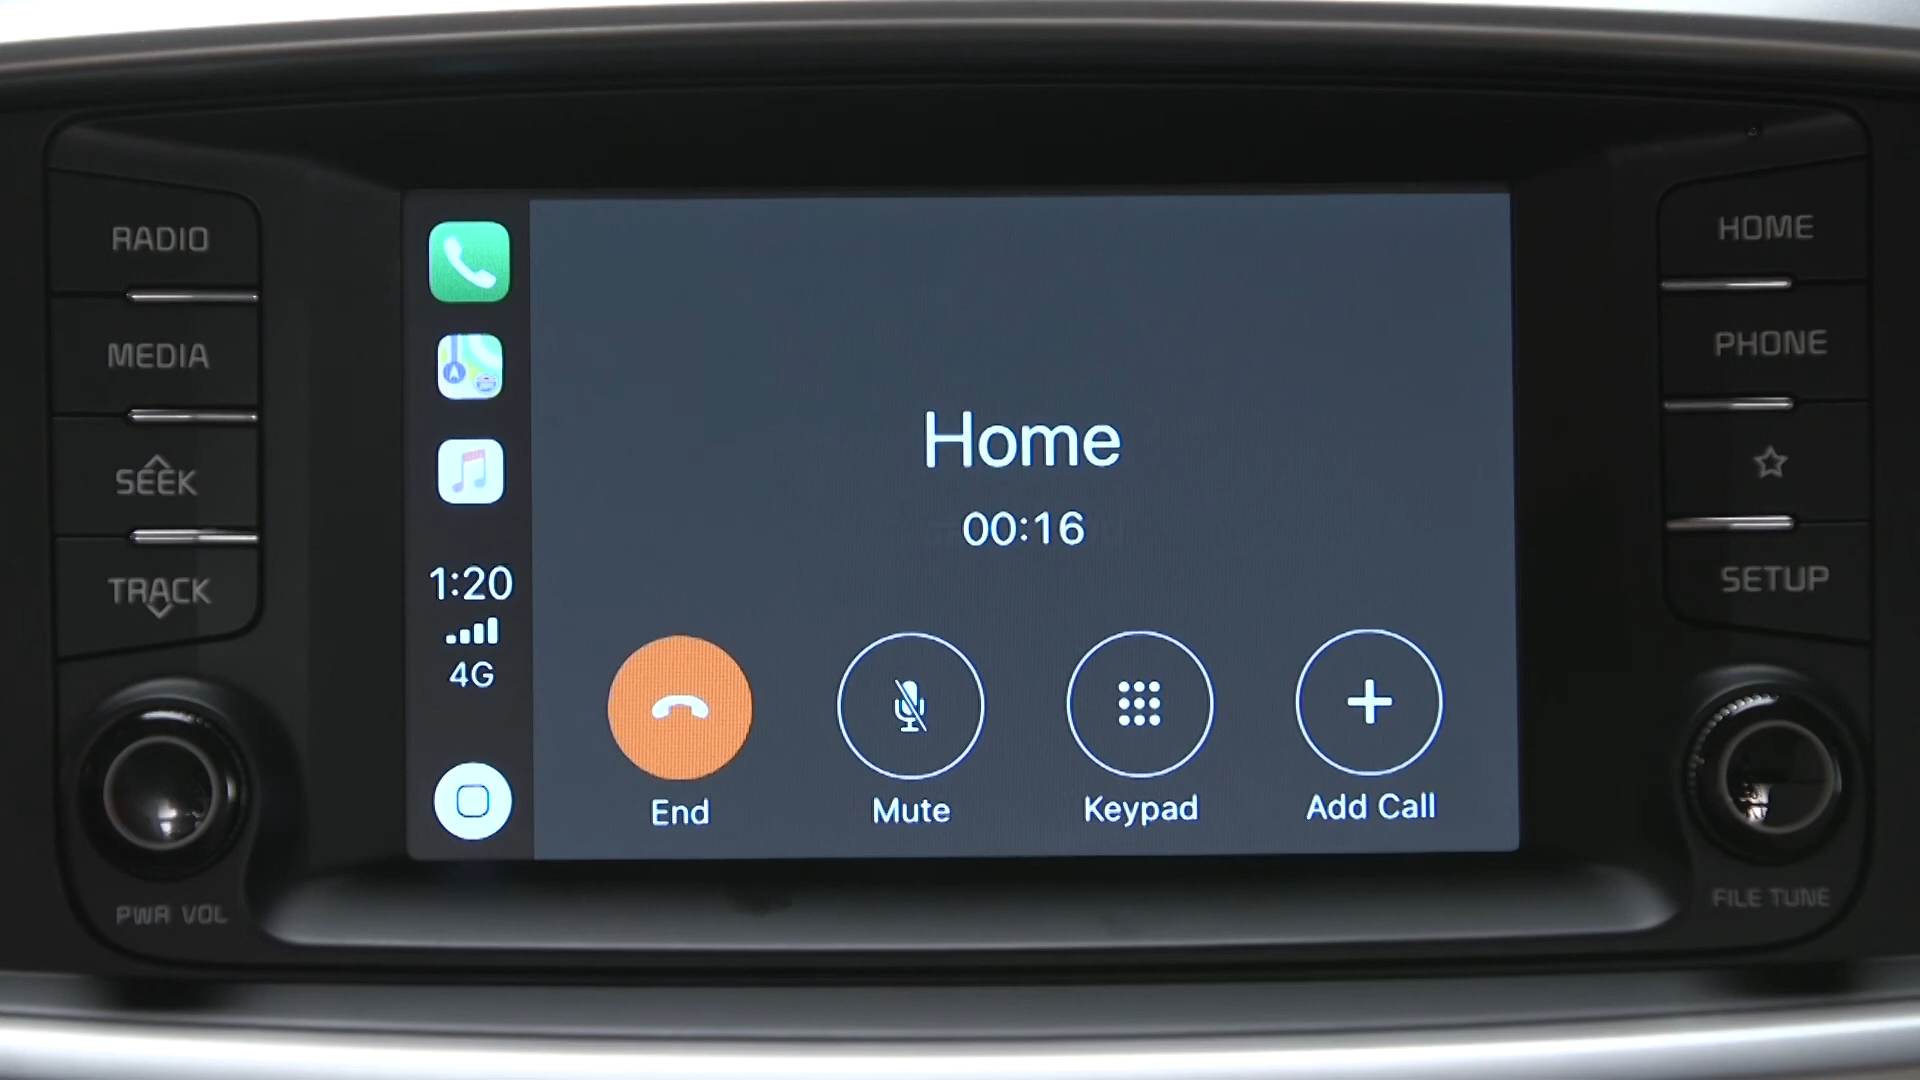 RADIO
MEDIA
SEEK
TRACK
PWR VOL
1:20
4G
Home
00:16
End
Mute
Keypad
Add Call
HOME
PHONE
SETUP
FILE TUNE